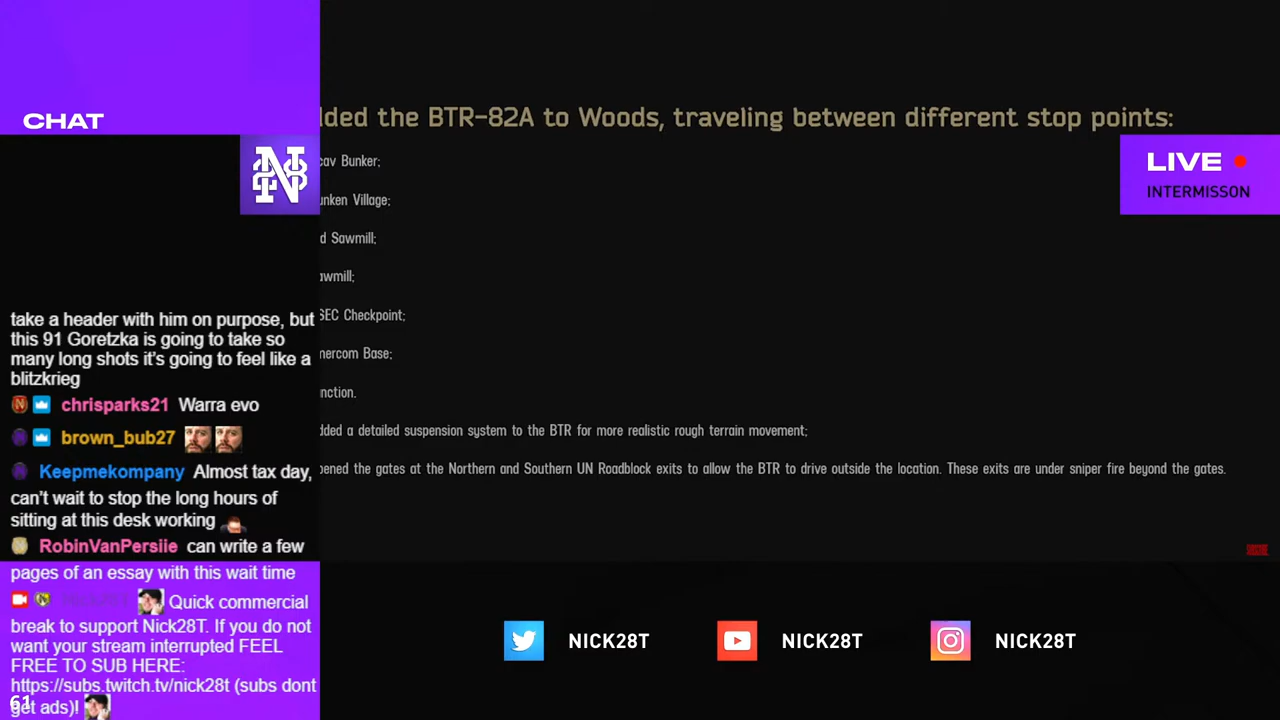 CHAT
dded the BTR-82A to Woods, traveling between different stop points:
cav Bunker;
unken Village;
d Sawmill;
awmill;
SEC Checkpoint;
nercom Base;
nction.
dded a detailed suspension system to the BTR for more realistic rough terrain movement;
pened the gates at the Northern and Southern UN Roadblock exits to allow the BTR to drive outside the location. These exits are under sniper fire beyond the gates.
LIVE
INTERMISSON
take a header with him on purpose, but
this 91 Goretzka is going to take so
many long shots it's going to feel like a
blitzkrieg
chrisparks21 Warra evo
brown_bub27
Keepmekompany Almost tax day,
can't wait to stop the long hours of
sitting at this desk working
RobinVanPersiie can write a few
pages of an essay with this wait time
Quick commercial
break to support Nick28T. If you do not
want your stream interrupted FEEL
FREE TO SUB HERE:
https://subs.twitch.tv/nick28t (subs dont
get ads)!
61
SUBSCRIBE
NICK28T
NICK28T
NICK28T